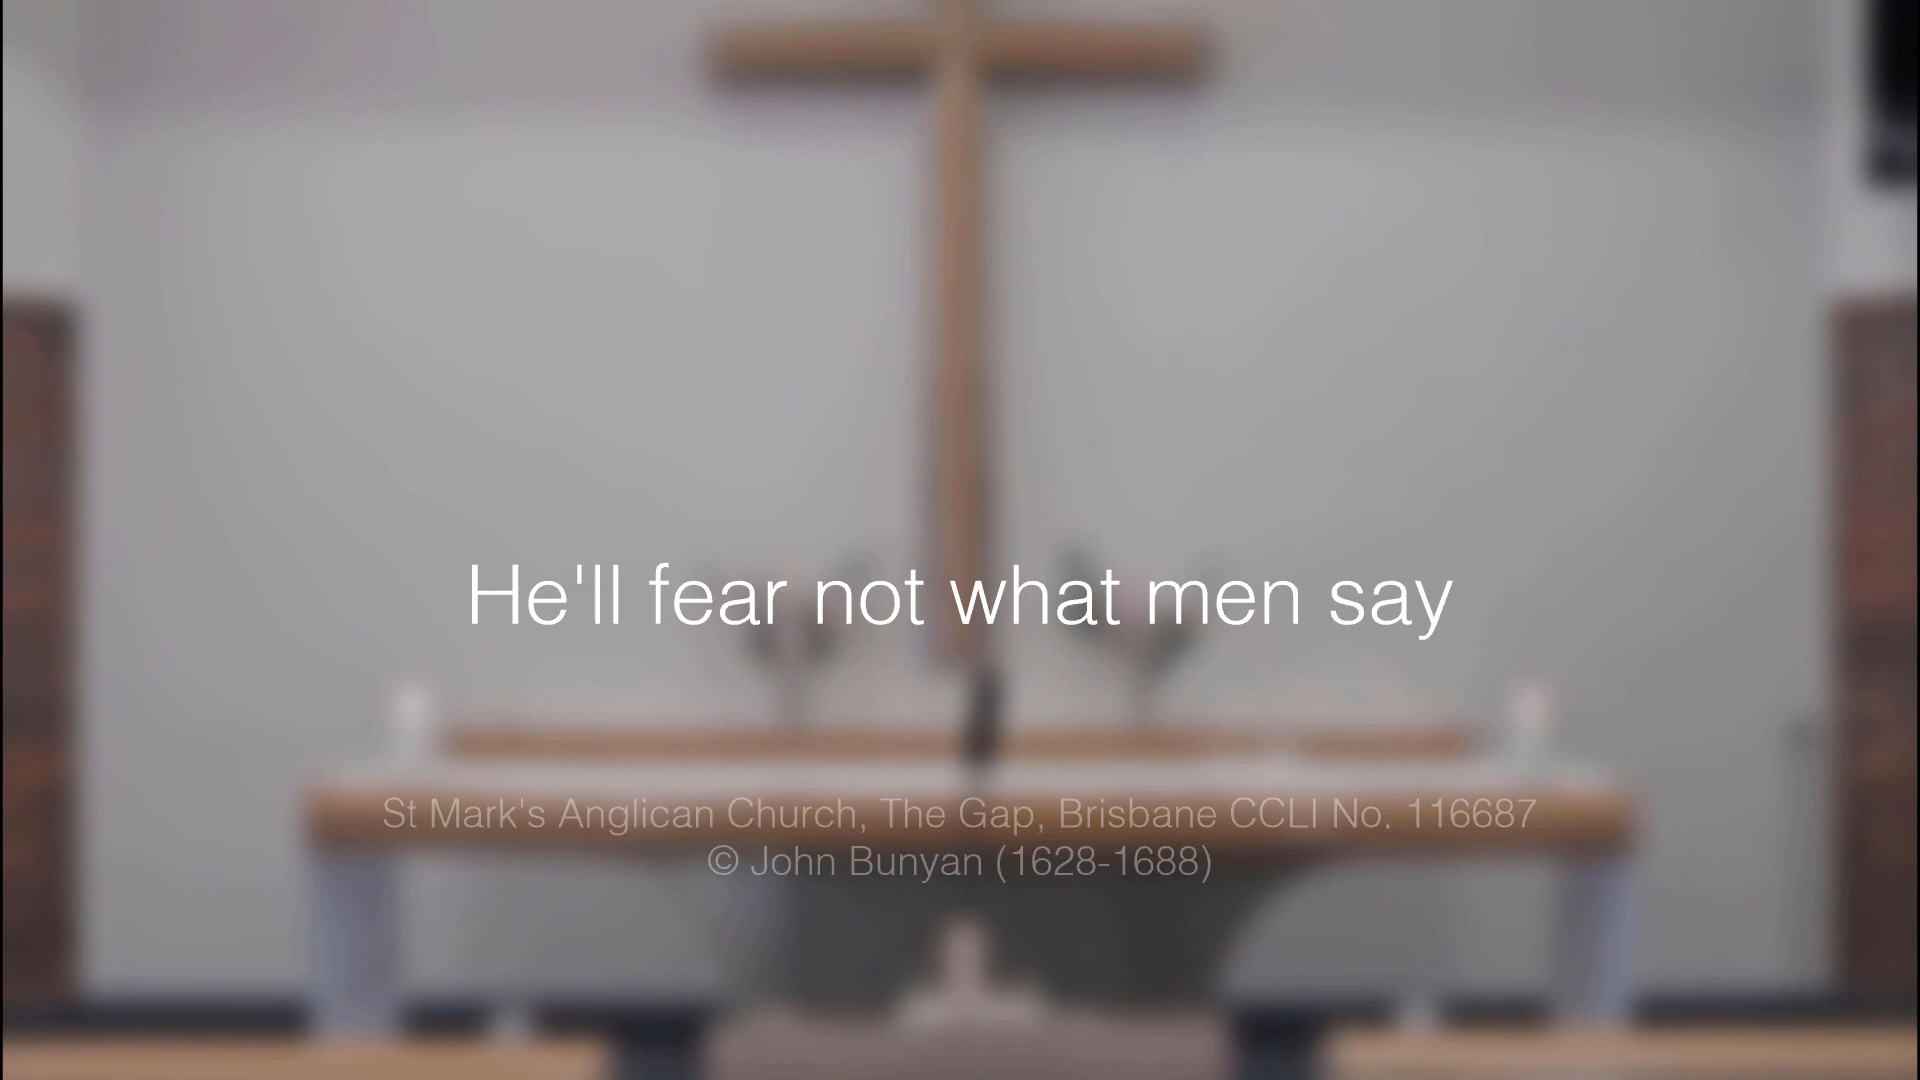 He'll fear not what men say
St Mark's Anglican Church, The Gap, Brisbane CCLI No. 116687
© John Bunyan (1628-1688)